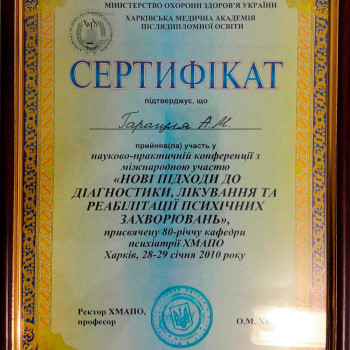 МІНІСТЕРСТВО ОХОРОНИ ЗДОРОВ'Я УКРАЇНИ
ХАРКІВСЬКА МЕДИЧНА АКАДЕМІЯ
ПІСЛЯДИПЛОМНОЇ ОСВІТИ
СЕРТИФІКАТ
підтверджує, що
А.М.
прийняв(ла) участь у
науково-практичній конференції з
міжнародною участю
«НОВІ ПІДХОДИ ДО
ДІАГНОСТИКИ, ЛІКУВАННЯ ТА
РЕАБІЛІТАЦІЇ ПСИХІЧНИХ
ЗАХВОРЮВАНЬ»,
присвячену 80-річчу кафедри
психіатрії ХМАПО
Харків, 28-29 січня 2010 року
Ректор ХМАПО,
професор
О.М.